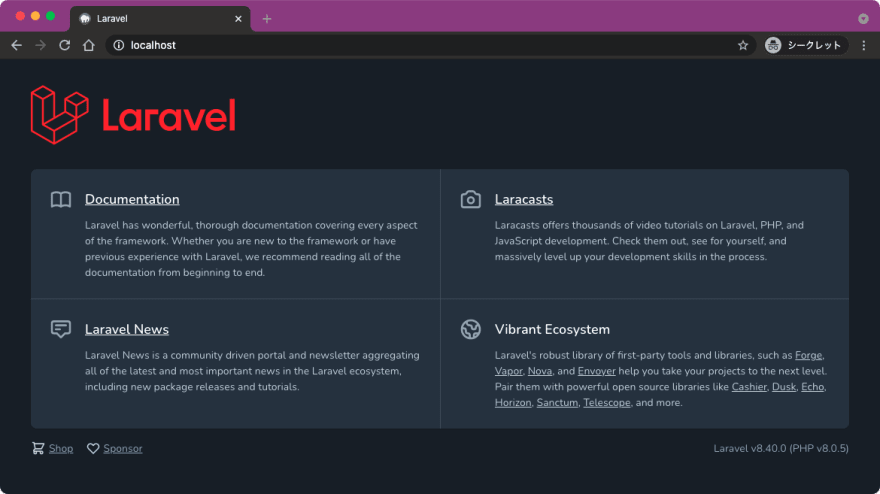 Laravel
localhost
シークレット
Laravel
Documentation
Laravel has wonderful, thorough documentation covering every aspect
of the framework. Whether you are new to the framework or have
previous experience with Laravel, we recommend reading all of the
documentation from beginning to end.
Laracasts
Laracasts offers thousands of video tutorials on Laravel, PHP, and
JavaScript development. Check them out, see for yourself, and
massively level up your development skills in the process.
Laravel News
Laravel News is a community driven portal and newsletter aggregating
all of the latest and most important news in the Laravel ecosystem,
including new package releases and tutorials.
Vibrant Ecosystem
Laravel's robust library of first-party tools and libraries, such as Forge,
Vapor, Nova, and Envoyer help you take your projects to the next level.
Pair them with powerful open source libraries like Cashier, Dusk, Echo,
Horizon, Sanctum, Telescope, and more.
Shop
Sponsor
Laravel v8.40.0 (PHP v8.0.5)